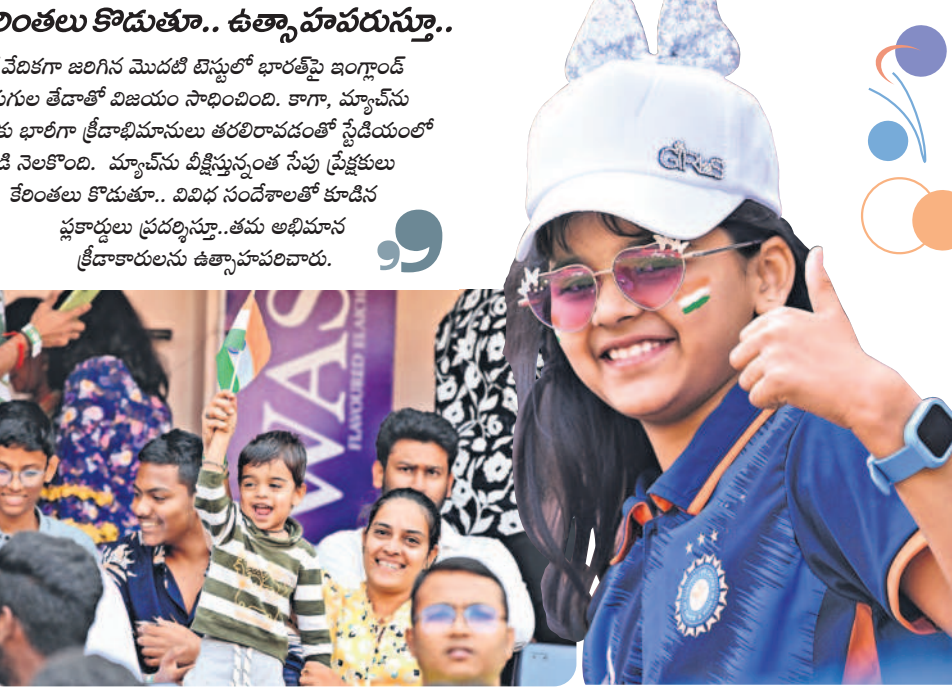 కేరింతలు కొడుతూ.. ఉత్సాహపరుస్తూ..
వేదికగా జరిగిన మొదటి టెస్టులో భారత్‌పై ఇంగ్లాండ్
తేడాతో విజయం సాధించింది. కాగా, మ్యాచ్‌ను
భారీగా క్రీడాభిమానులు తరలిరావడంతో స్టేడియంలో
నెలకొంది. మ్యాచ్‌ను వీక్షిస్తున్నంత సేపు ప్రేక్షకులు
కేరింతలు కొడుతూ.. వివిధ సందేశాలతో కూడిన
ప్లకార్డులు ప్రదర్శిస్తూ..తమ అభిమాన
క్రీడాకారులను ఉత్సాహపరిచారు.
GIRLS
WAS
FLAVOURED